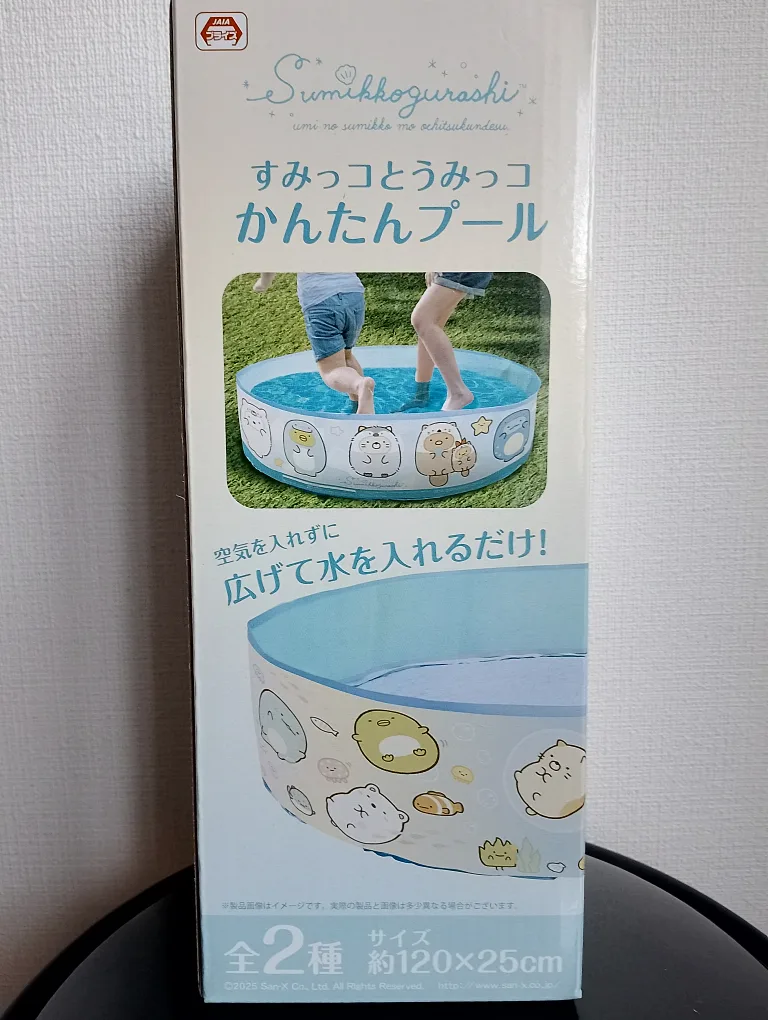 JAIA
プライズ
Sumikkogurashi™
umi no sumikko mo ochitsukundesu.
すみっコとうみっコ
かんたんプール
Sumikkogurashi
空気を入れずに
広げて水を入れるだけ!
※製品画像はイメージです。実際の製品と画像は多少異なる場合がございます。
全2種 サイズ 約120×25cm
©2025 San-X Co., Ltd. All Rights Reserved. http://www.san-x.co.jp/